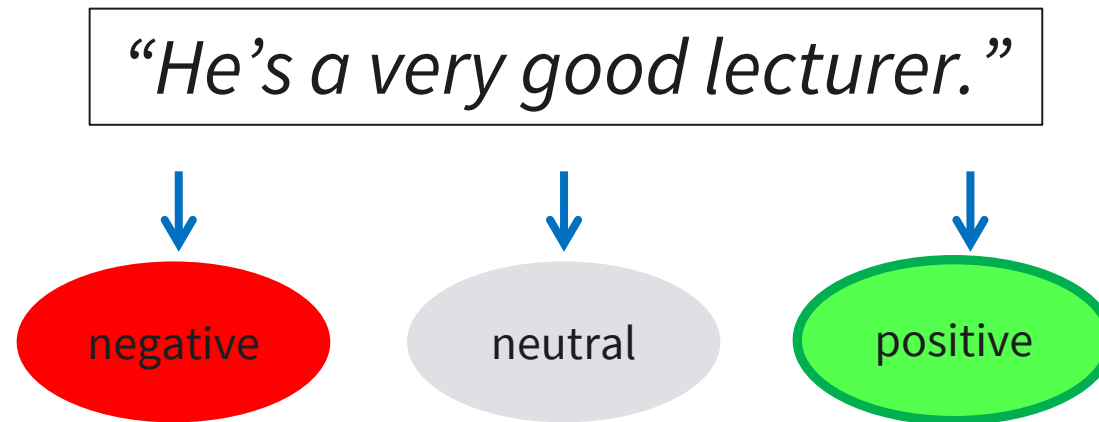 “He’s a very good lecturer.”
negative
neutral
positive